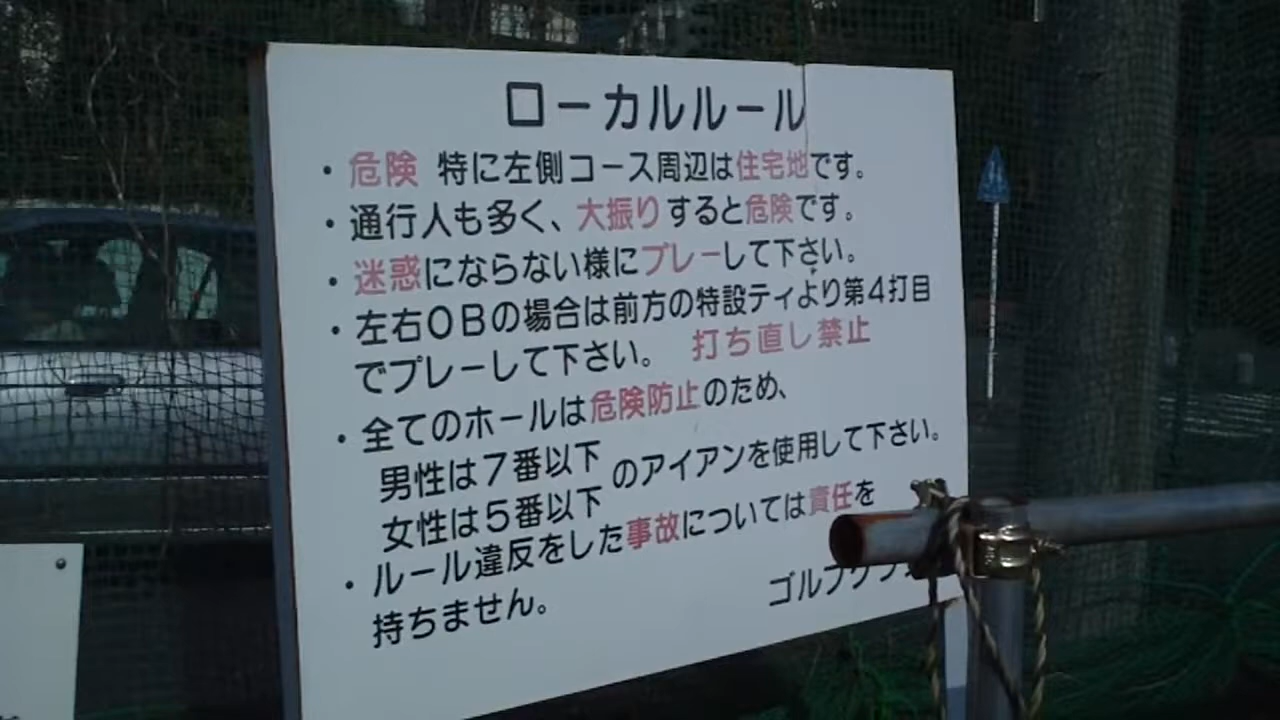 ローカルルール
・危険 特に左側コース周辺は住宅地です。
・通行人も多く、大振りすると危険です。
・迷惑にならない様にプレーして下さい。
・左右OBの場合は前方の特設ティより第4打目
でプレーして下さい。 打ち直し禁止
・全てのホールは危険防止のため、
男性は7番以下
女性は5番以下 のアイアンを使用して下さい。
・ルール違反をした事故については責任を
持ちません。
ゴルフクラブ